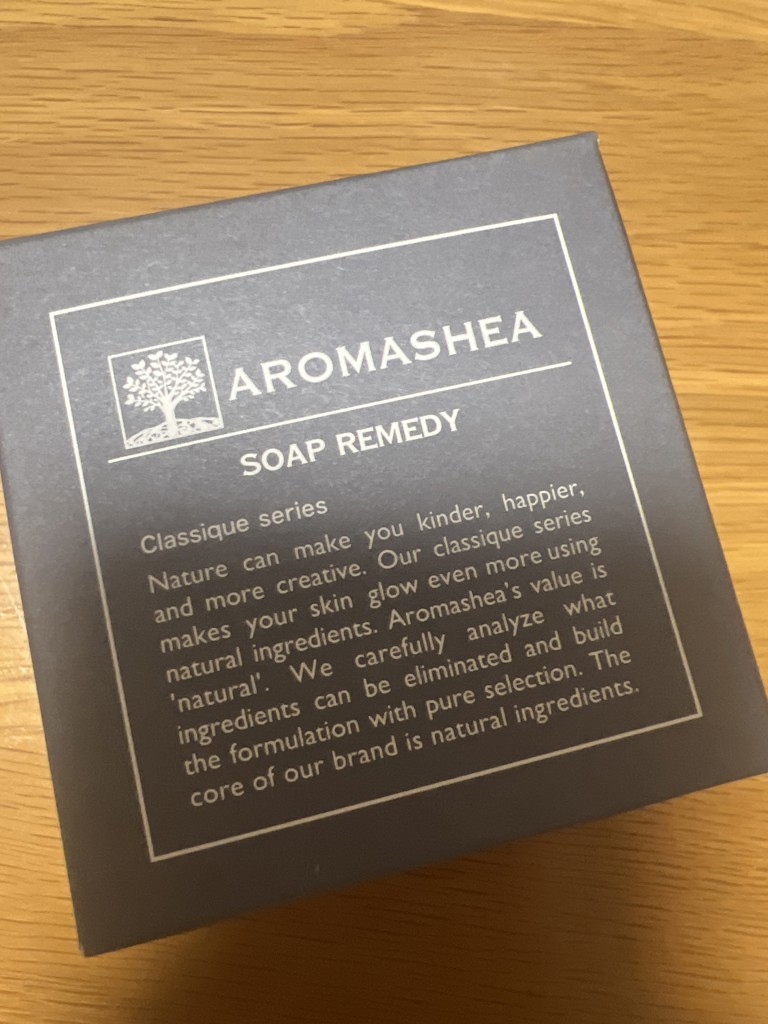 AROMASHEA
SOAP REMEDY
Classique series
Nature can make you kinder, happier,
and more creative. Our classique series
makes your skin glow even more using
natural ingredients. Aromashea's value is
'natural'. We carefully analyze what
ingredients can be eliminated and build
the formulation with pure selection. The
core of our brand is natural ingredients.